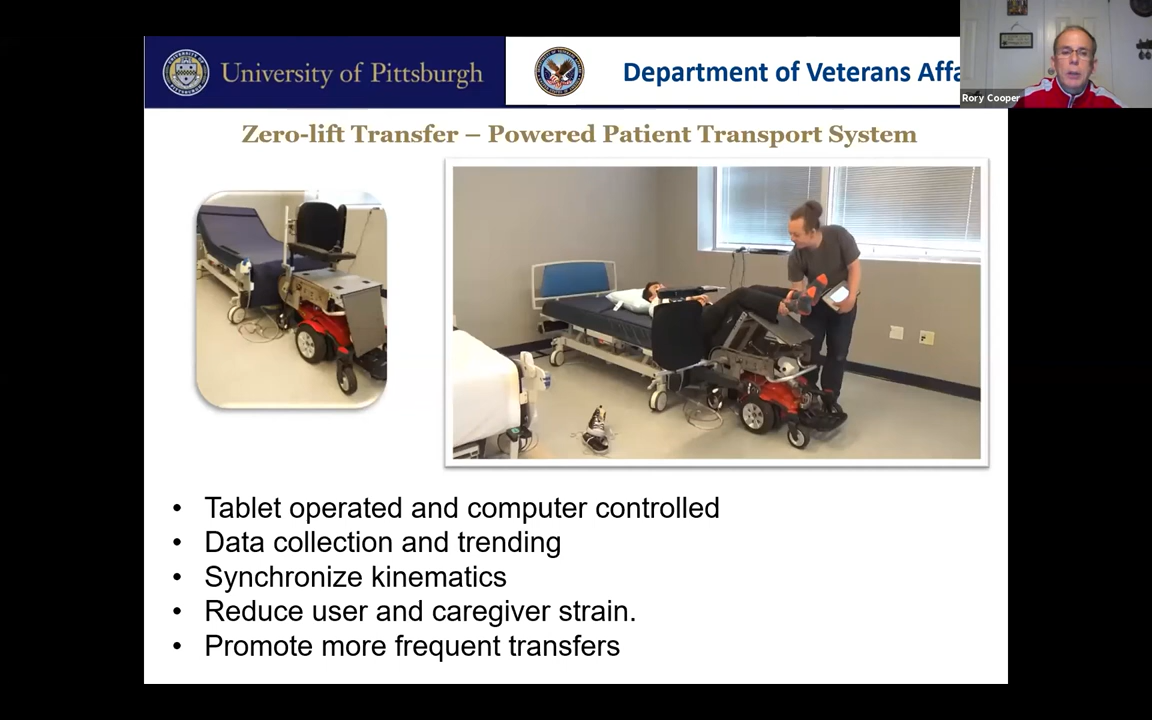 University of Pittsburgh
Department of Veterans Affa
Rory Cooper
Zero-lift Transfer – Powered Patient Transport System
• Tablet operated and computer controlled
• Data collection and trending
• Synchronize kinematics
• Reduce user and caregiver strain.
• Promote more frequent transfers